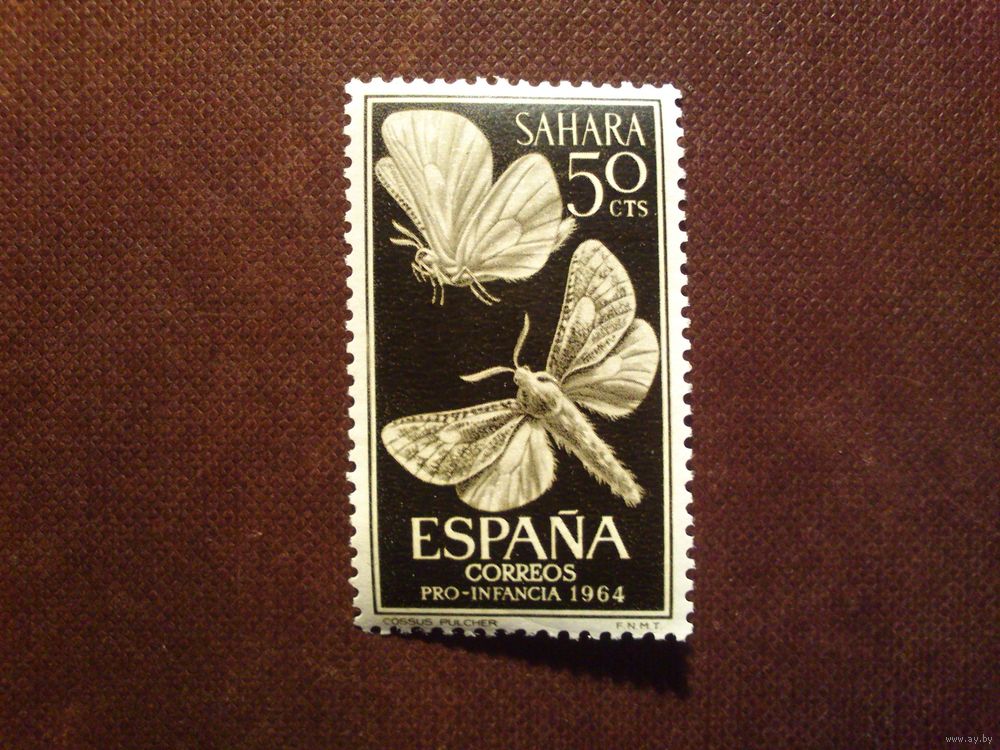 SAHARA
50
CTS
ESPAÑA
CORREOS
PRO-INFANCIA 1964
COSSUS PULCHER
F.N.M.T.
www.ay.by